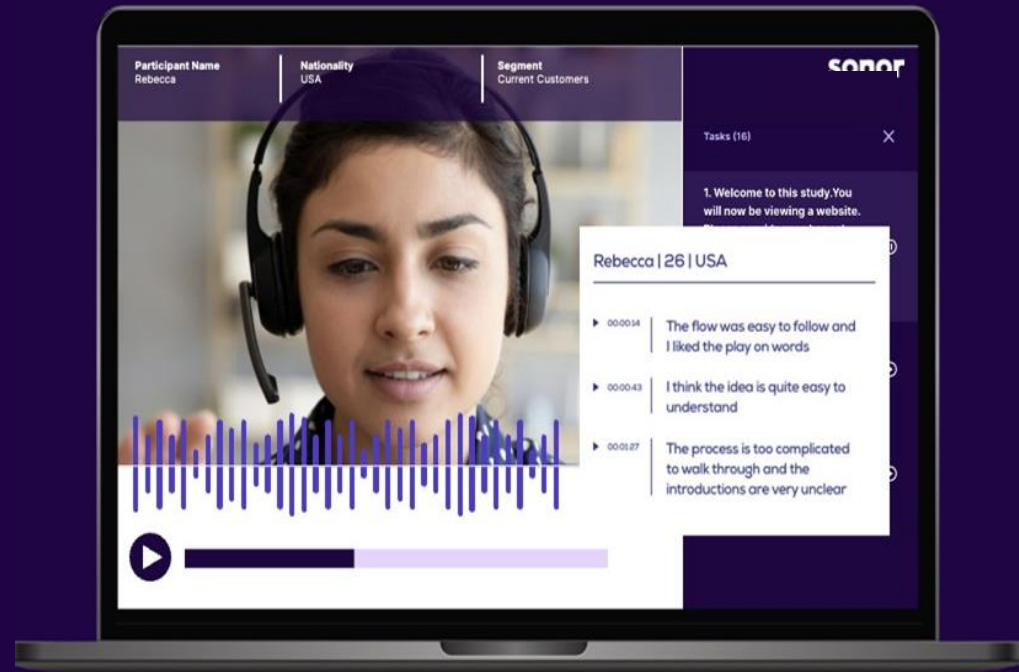 Participant Name
Rebecca
Nationality
USA
Segment
Current Customers
sonar
Tasks (16)
1. Welcome to this study.You
will now be viewing a website.
Rebecca | 26 | USA
00:00:14
The flow was easy to follow and
I liked the play on words
00:00:43
I think the idea is quite easy to
understand
00:01:27
The process is too complicated
to walk through and the
introductions are very unclear